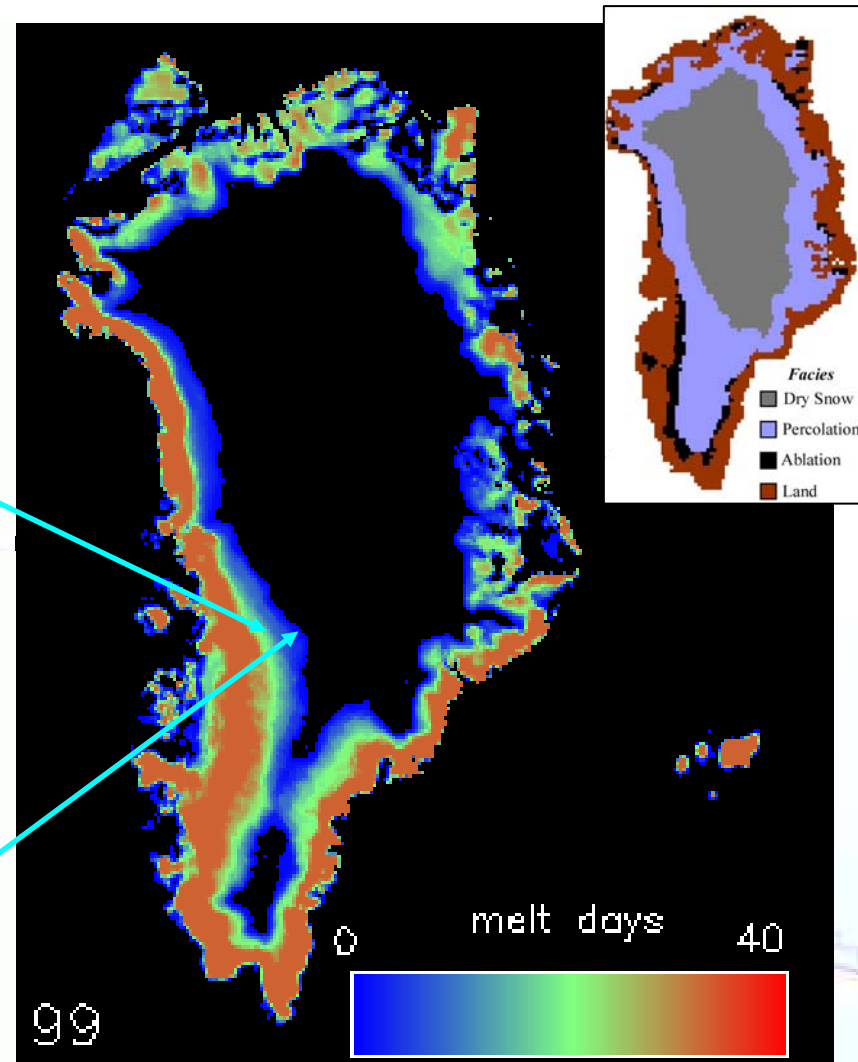 Facies
Dry Snow
Percolation
Ablation
Land
melt days
0 40
99